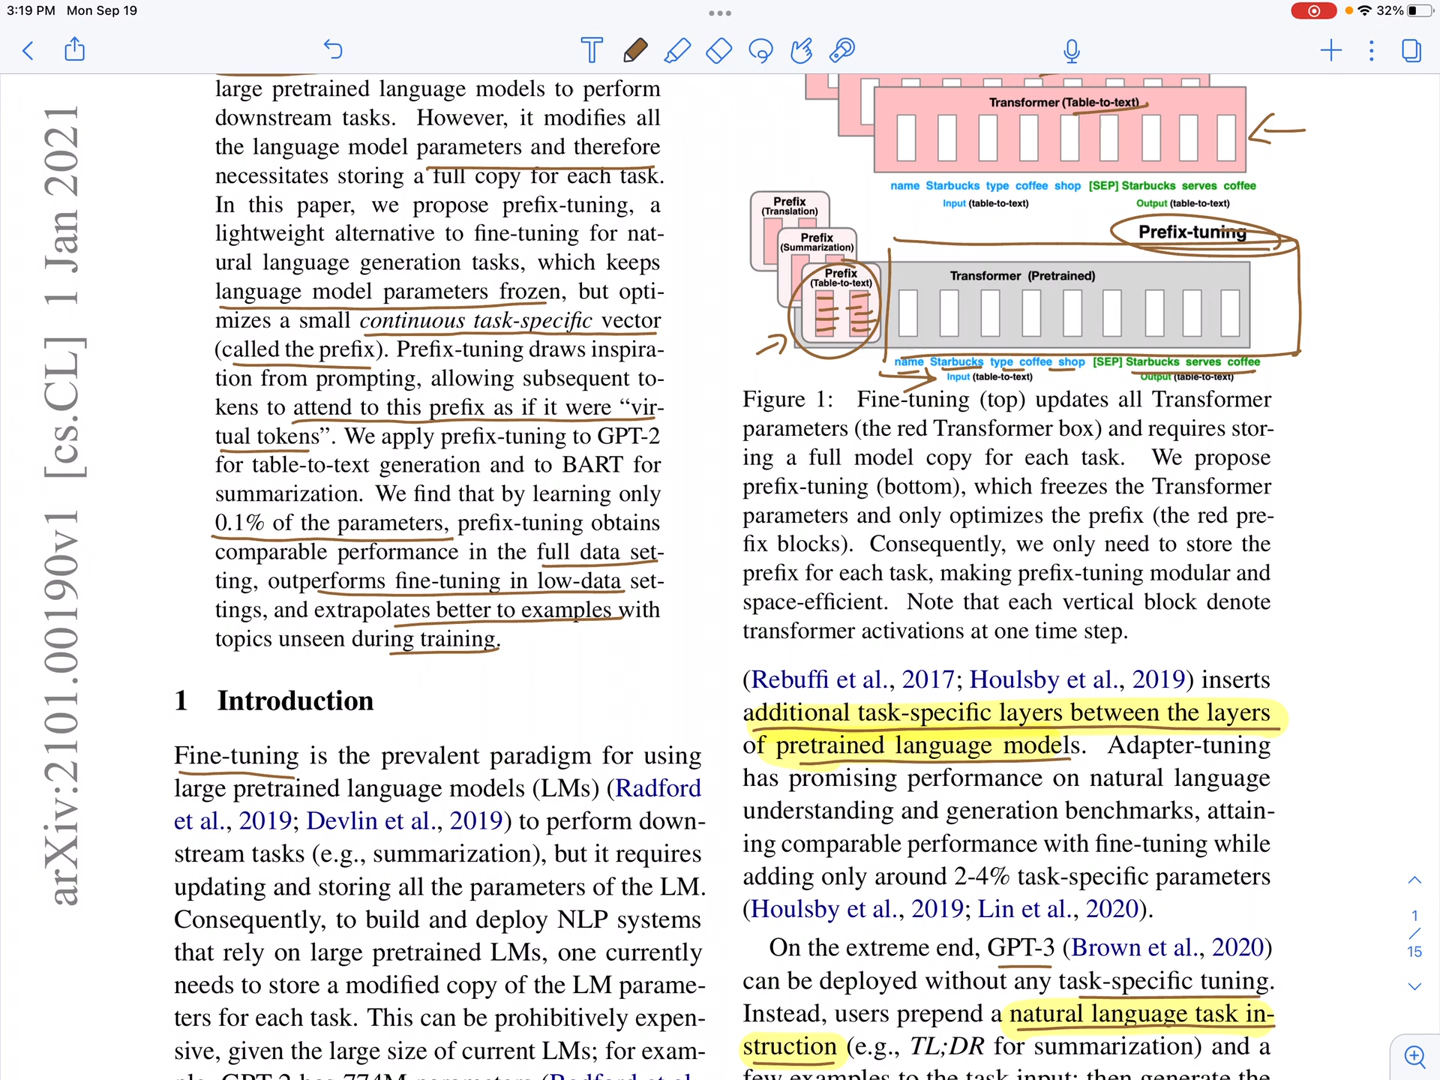 3:19 PM Mon Sep 19
32%
arXiv:2101.00190v1 [cs.CL] 1 Jan 2021
large pretrained language models to perform
downstream tasks. However, it modifies all
the language model parameters and therefore
necessitates storing a full copy for each task.
In this paper, we propose prefix-tuning, a
lightweight alternative to fine-tuning for nat-
ural language generation tasks, which keeps
language model parameters frozen, but opti-
mizes a small continuous task-specific vector
(called the prefix). Prefix-tuning draws inspira-
tion from prompting, allowing subsequent to-
kens to attend to this prefix as if it were “vir-
tual tokens”. We apply prefix-tuning to GPT-2
for table-to-text generation and to BART for
summarization. We find that by learning only
0.1% of the parameters, prefix-tuning obtains
comparable performance in the full data set-
ting, outperforms fine-tuning in low-data set-
tings, and extrapolates better to examples with
topics unseen during training.
1 Introduction
Fine-tuning is the prevalent paradigm for using
large pretrained language models (LMs) (Radford
et al., 2019; Devlin et al., 2019) to perform down-
stream tasks (e.g., summarization), but it requires
updating and storing all the parameters of the LM.
Consequently, to build and deploy NLP systems
that rely on large pretrained LMs, one currently
needs to store a modified copy of the LM parame-
ters for each task. This can be prohibitively expen-
sive, given the large size of current LMs; for exam-
ple, GPT-2 has 774M parameters (Radford et al.,
Transformer (Table-to-text)
name Starbucks type coffee shop [SEP] Starbucks serves coffee
Input (table-to-text) Output (table-to-text)
Prefix-tuning
Prefix
(Translation)
Prefix
(Summarization)
Prefix
(Table-to-text)
Transformer (Pretrained)
name Starbucks type coffee shop [SEP] Starbucks serves coffee
Input (table-to-text) Output (table-to-text)
Figure 1: Fine-tuning (top) updates all Transformer
parameters (the red Transformer box) and requires stor-
ing a full model copy for each task. We propose
prefix-tuning (bottom), which freezes the Transformer
parameters and only optimizes the prefix (the red pre-
fix blocks). Consequently, we only need to store the
prefix for each task, making prefix-tuning modular and
space-efficient. Note that each vertical block denote
transformer activations at one time step.
(Rebuffi et al., 2017; Houlsby et al., 2019) inserts
additional task-specific layers between the layers
of pretrained language models. Adapter-tuning
has promising performance on natural language
understanding and generation benchmarks, attain-
ing comparable performance with fine-tuning while
adding only around 2-4% task-specific parameters
(Houlsby et al., 2019; Lin et al., 2020).
On the extreme end, GPT-3 (Brown et al., 2020)
can be deployed without any task-specific tuning.
Instead, users prepend a natural language task in-
struction (e.g., TL;DR for summarization) and a
few examples to the task input; then generate the
1
/
15